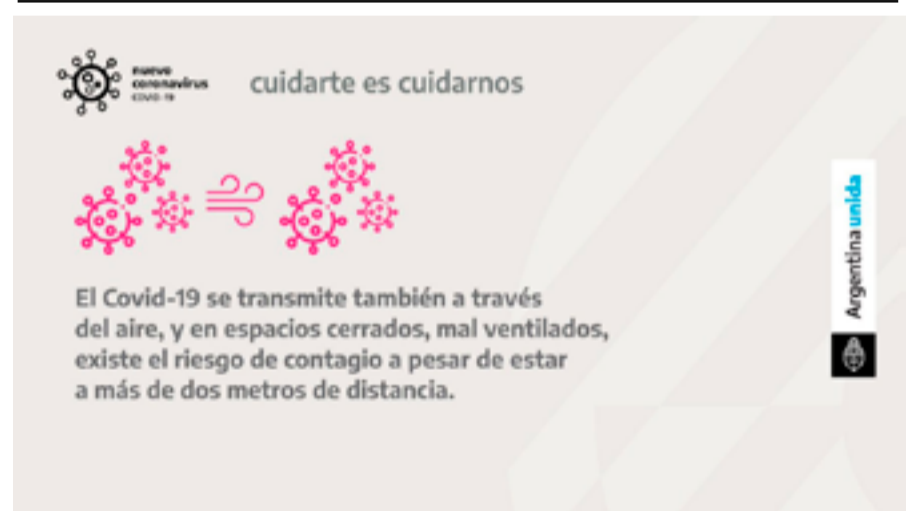 nuevo
coronavirus
COVID-19
cuidarte es cuidarnos
El Covid-19 se transmite también a través
del aire, y en espacios cerrados, mal ventilados,
existe el riesgo de contagio a pesar de estar
a más de dos metros de distancia.
Argentina unida